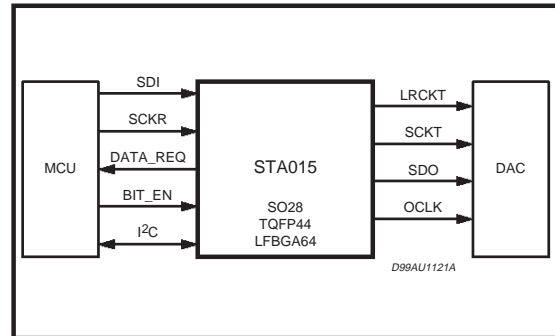 SDI
SCKR
DATA_REQ
BIT_EN
I²C
MCU
STA015
SO28
TQFP44
LFBGA64
LRCKT
SCKT
SDO
OCLK
DAC
D99AU1121A